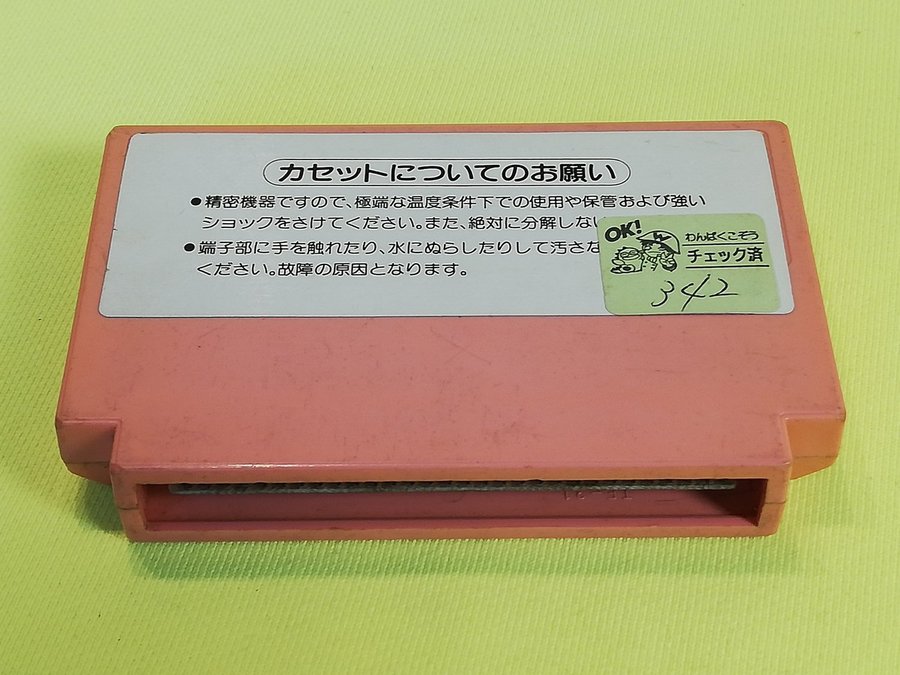 カセットについてのお願い
●精密機器ですので、極端な温度条件下での使用や保管および強い
ショックをさけてください。また、絶対に分解しない
●端子部に手を触れたり、水にぬらしたりして汚さな
ください。故障の原因となります。
OK!
わんぱくこぞう
チェック済
342